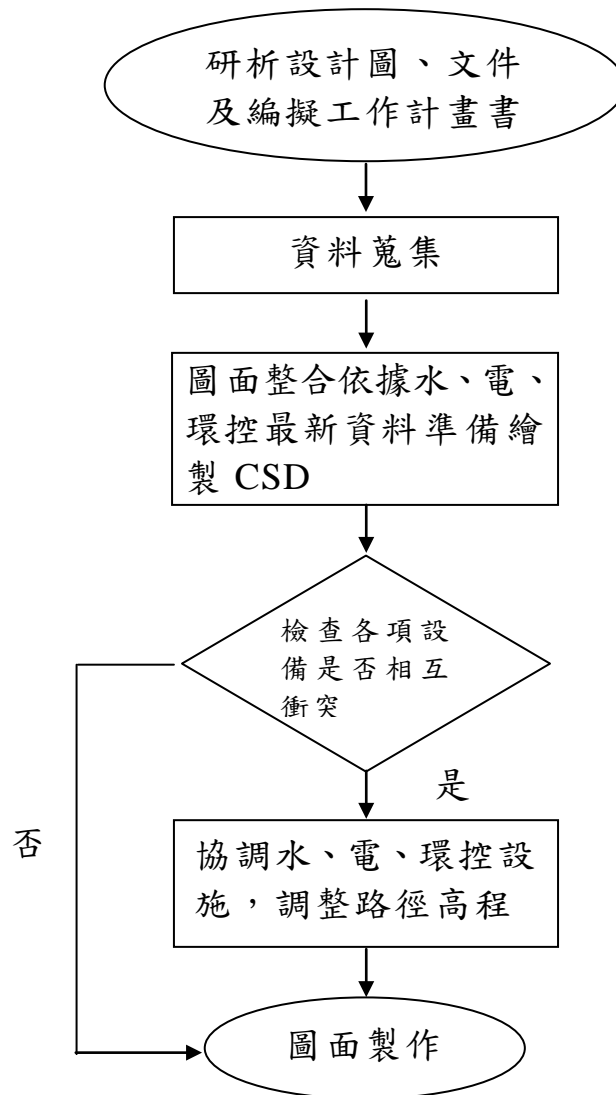 研析設計圖、文件
及編擬工作計畫書
資料蒐集
圖面整合依據水、電、
環控最新資料準備繪
製 CSD
檢查各項設
備是否相互
衝突
是
否
協調水、電、環控設
施，調整路徑高程
圖面製作